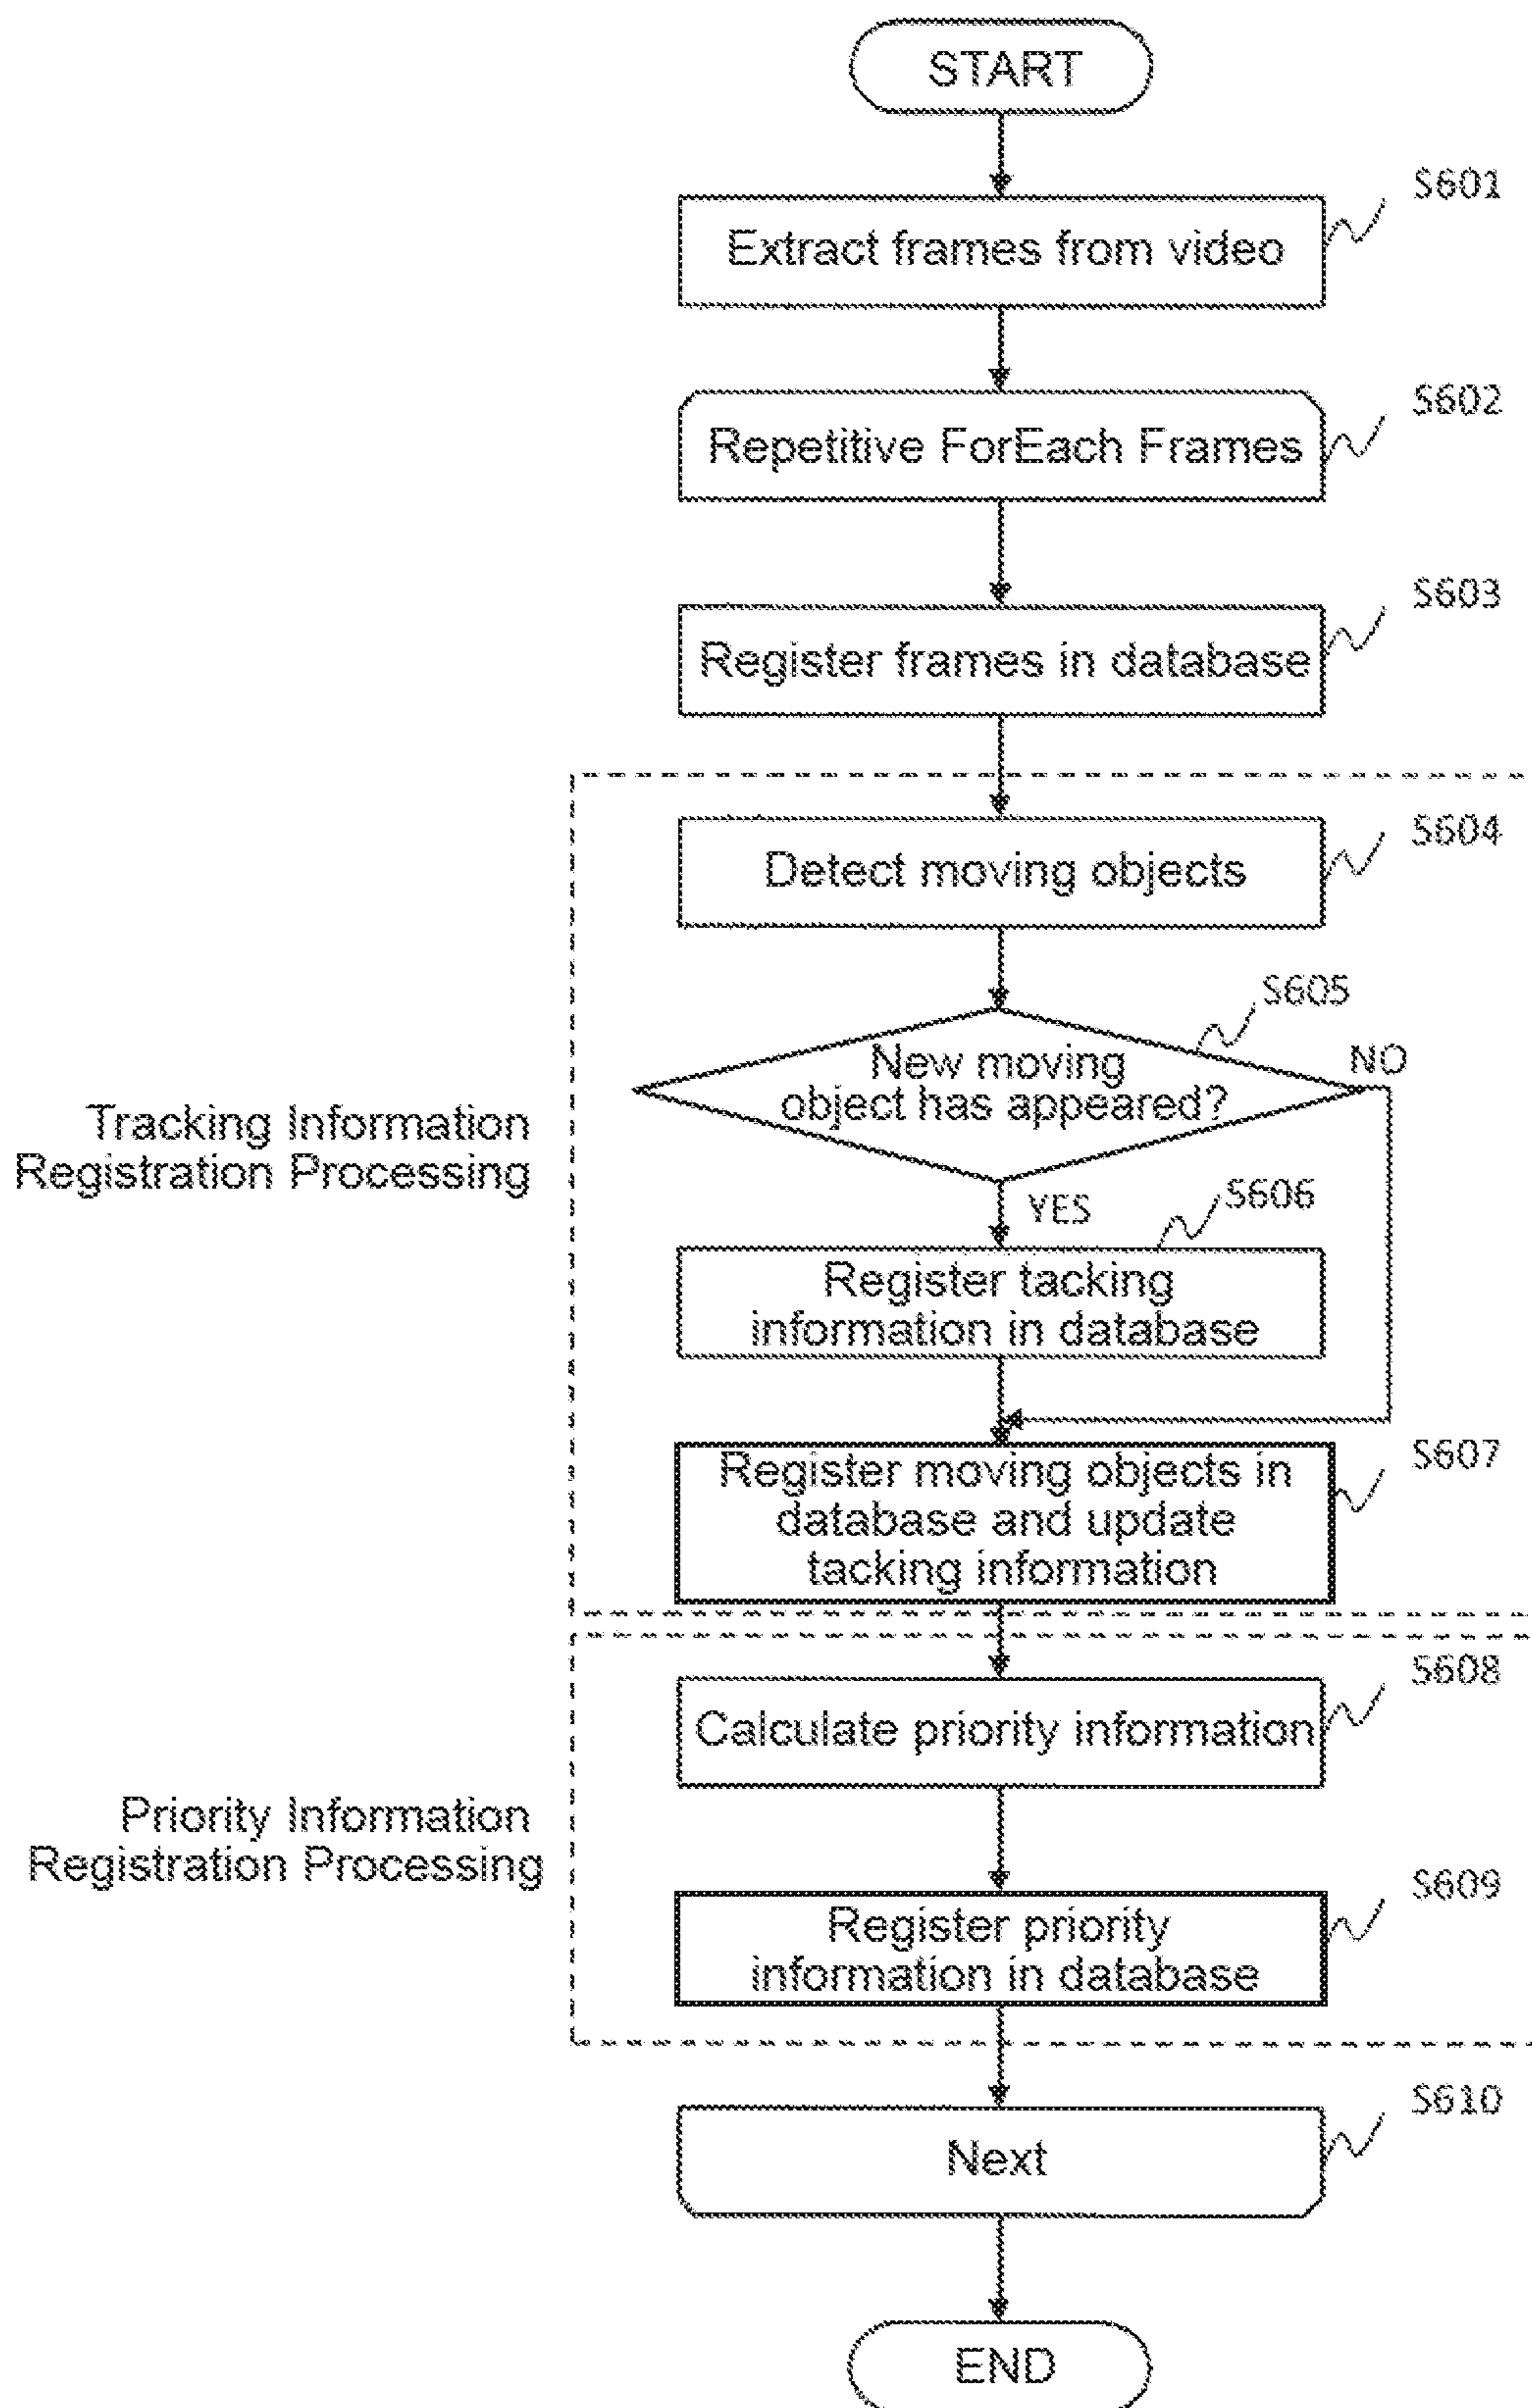 START
S601
Extract frames from video
S602
Repetitive ForEach Frames
S603
Register frames in database
S604
Detect moving objects
S605
New moving
object has appeared?
NO
Tracking Information
Registration Processing
YES
S606
Register tacking
information in database
S607
Register moving objects in
database and update
tacking information
S608
Calculate priority information
Priority Information
Registration Processing
S609
Register priority
information in database
S610
Next
END